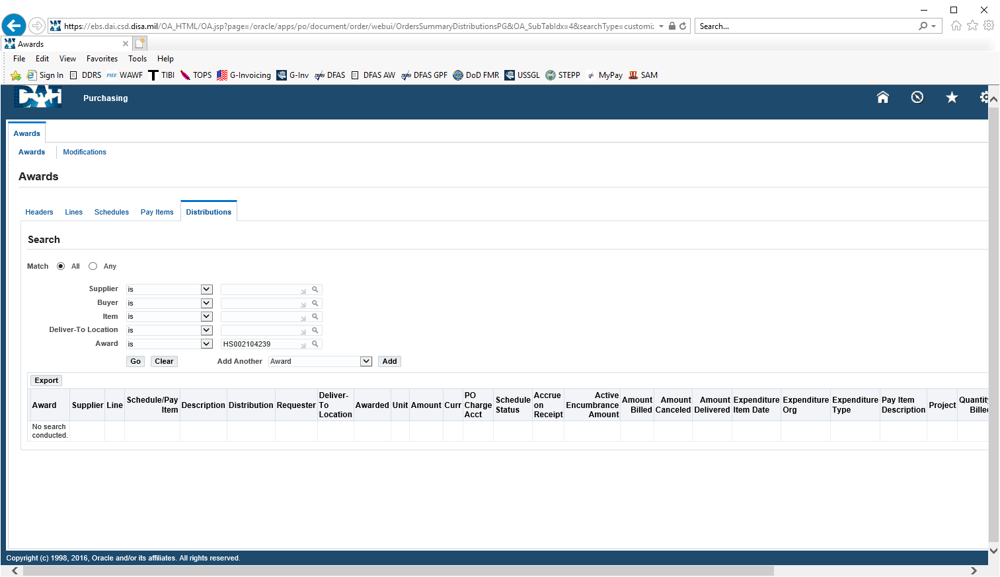 https://ebs.dai.csd.disa.mil/OA_HTML/OA.jsp?page=/oracle/apps/po/document/order/webui/OrdersSummaryDistributionsPG&OA_SubTabIdx=4&searchType=customiz
Search...
Awards
File Edit View Favorites Tools Help
Sign In DDRS PIEE WAWF TIBI TOPS G-Invoicing G-Inv DFAS DFAS AW DFAS GPF DoD FMR USSGL STEPP MyPay SAM
DAI Purchasing
Awards
Awards Modifications
Awards
Headers Lines Schedules Pay Items Distributions
Search
Match All Any
Supplier is
Buyer is
Item is
Deliver-To Location is
Award is HS002104239
Go Clear Add Another Award Add
Export
Award Supplier Line Schedule/Pay Item Description Distribution Requester Deliver-To Location Awarded Unit Amount Curr PO Charge Acct Schedule Status Accrue on Receipt Active Encumbrance Amount Amount Billed Amount Canceled Amount Delivered Expenditure Item Date Expenditure Org Expenditure Type Pay Item Description Project Quantity Billed
No search
conducted.
Copyright (c) 1998, 2016, Oracle and/or its affiliates. All rights reserved.